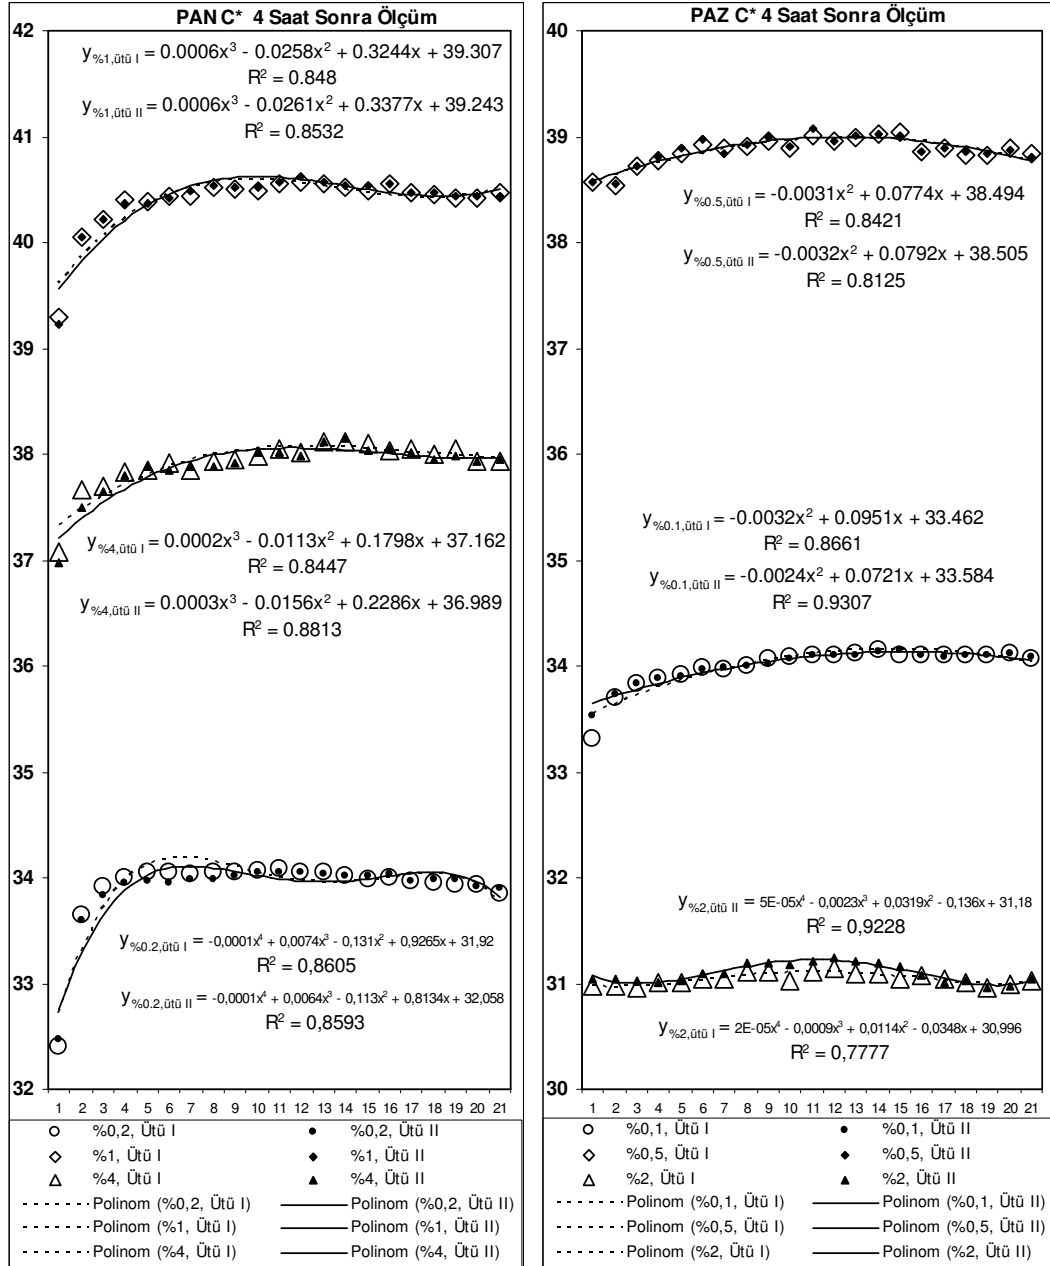 PAN C* 4 Saat Sonra Ölçüm
42
41
40
39
38
37
36
35
34
33
32
y%1,ütü I = 0.0006x³ - 0.0258x² + 0.3244x + 39.307
R² = 0.848
y%1,ütü II = 0.0006x³ - 0.0261x² + 0.3377x + 39.243
R² = 0.8532
y%4,ütü I = 0.0002x³ - 0.0113x² + 0.1798x + 37.162
R² = 0.8447
y%4,ütü II = 0.0003x³ - 0.0156x² + 0.2286x + 36.989
R² = 0.8813
y%0.2,ütü I = -0,0001x⁴ + 0,0074x³ - 0,131x² + 0,9265x + 31,92
R² = 0,8605
y%0.2,ütü II = -0,0001x⁴ + 0,0064x³ - 0,113x² + 0,8134x + 32,058
R² = 0,8593
1 2 3 4 5 6 7 8 9 10 11 12 13 14 15 16 17 18 19 20 21
%0,2, Ütü I %0,2, Ütü II
%1, Ütü I %1, Ütü II
%4, Ütü I %4, Ütü II
Polinom (%0,2, Ütü I) Polinom (%0,2, Ütü II)
Polinom (%1, Ütü I) Polinom (%1, Ütü II)
Polinom (%4, Ütü I) Polinom (%4, Ütü II)
PAZ C* 4 Saat Sonra Ölçüm
40
39
38
37
36
35
34
33
32
31
30
y%0.5,ütü I = -0.0031x² + 0.0774x + 38.494
R² = 0.8421
y%0.5,ütü II = -0.0032x² + 0.0792x + 38.505
R² = 0.8125
y%0.1,ütü I = -0.0032x² + 0.0951x + 33.462
R² = 0.8661
y%0.1,ütü II = -0.0024x² + 0.0721x + 33.584
R² = 0.9307
y%2,ütü II = 5E-05x⁴ - 0,0023x³ + 0,0319x² - 0,136x + 31,18
R² = 0,9228
y%2,ütü I = 2E-05x⁴ - 0,0009x³ + 0,0114x² - 0,0348x + 30,996
R² = 0,7777
1 2 3 4 5 6 7 8 9 10 11 12 13 14 15 16 17 18 19 20 21
%0,1, Ütü I %0,1, Ütü II
%0,5, Ütü I %0,5, Ütü II
%2, Ütü I %2, Ütü II
Polinom (%0,1, Ütü I) Polinom (%0,1, Ütü II)
Polinom (%0,5, Ütü I) Polinom (%0,5, Ütü II)
Polinom (%2, Ütü I) Polinom (%2, Ütü II)